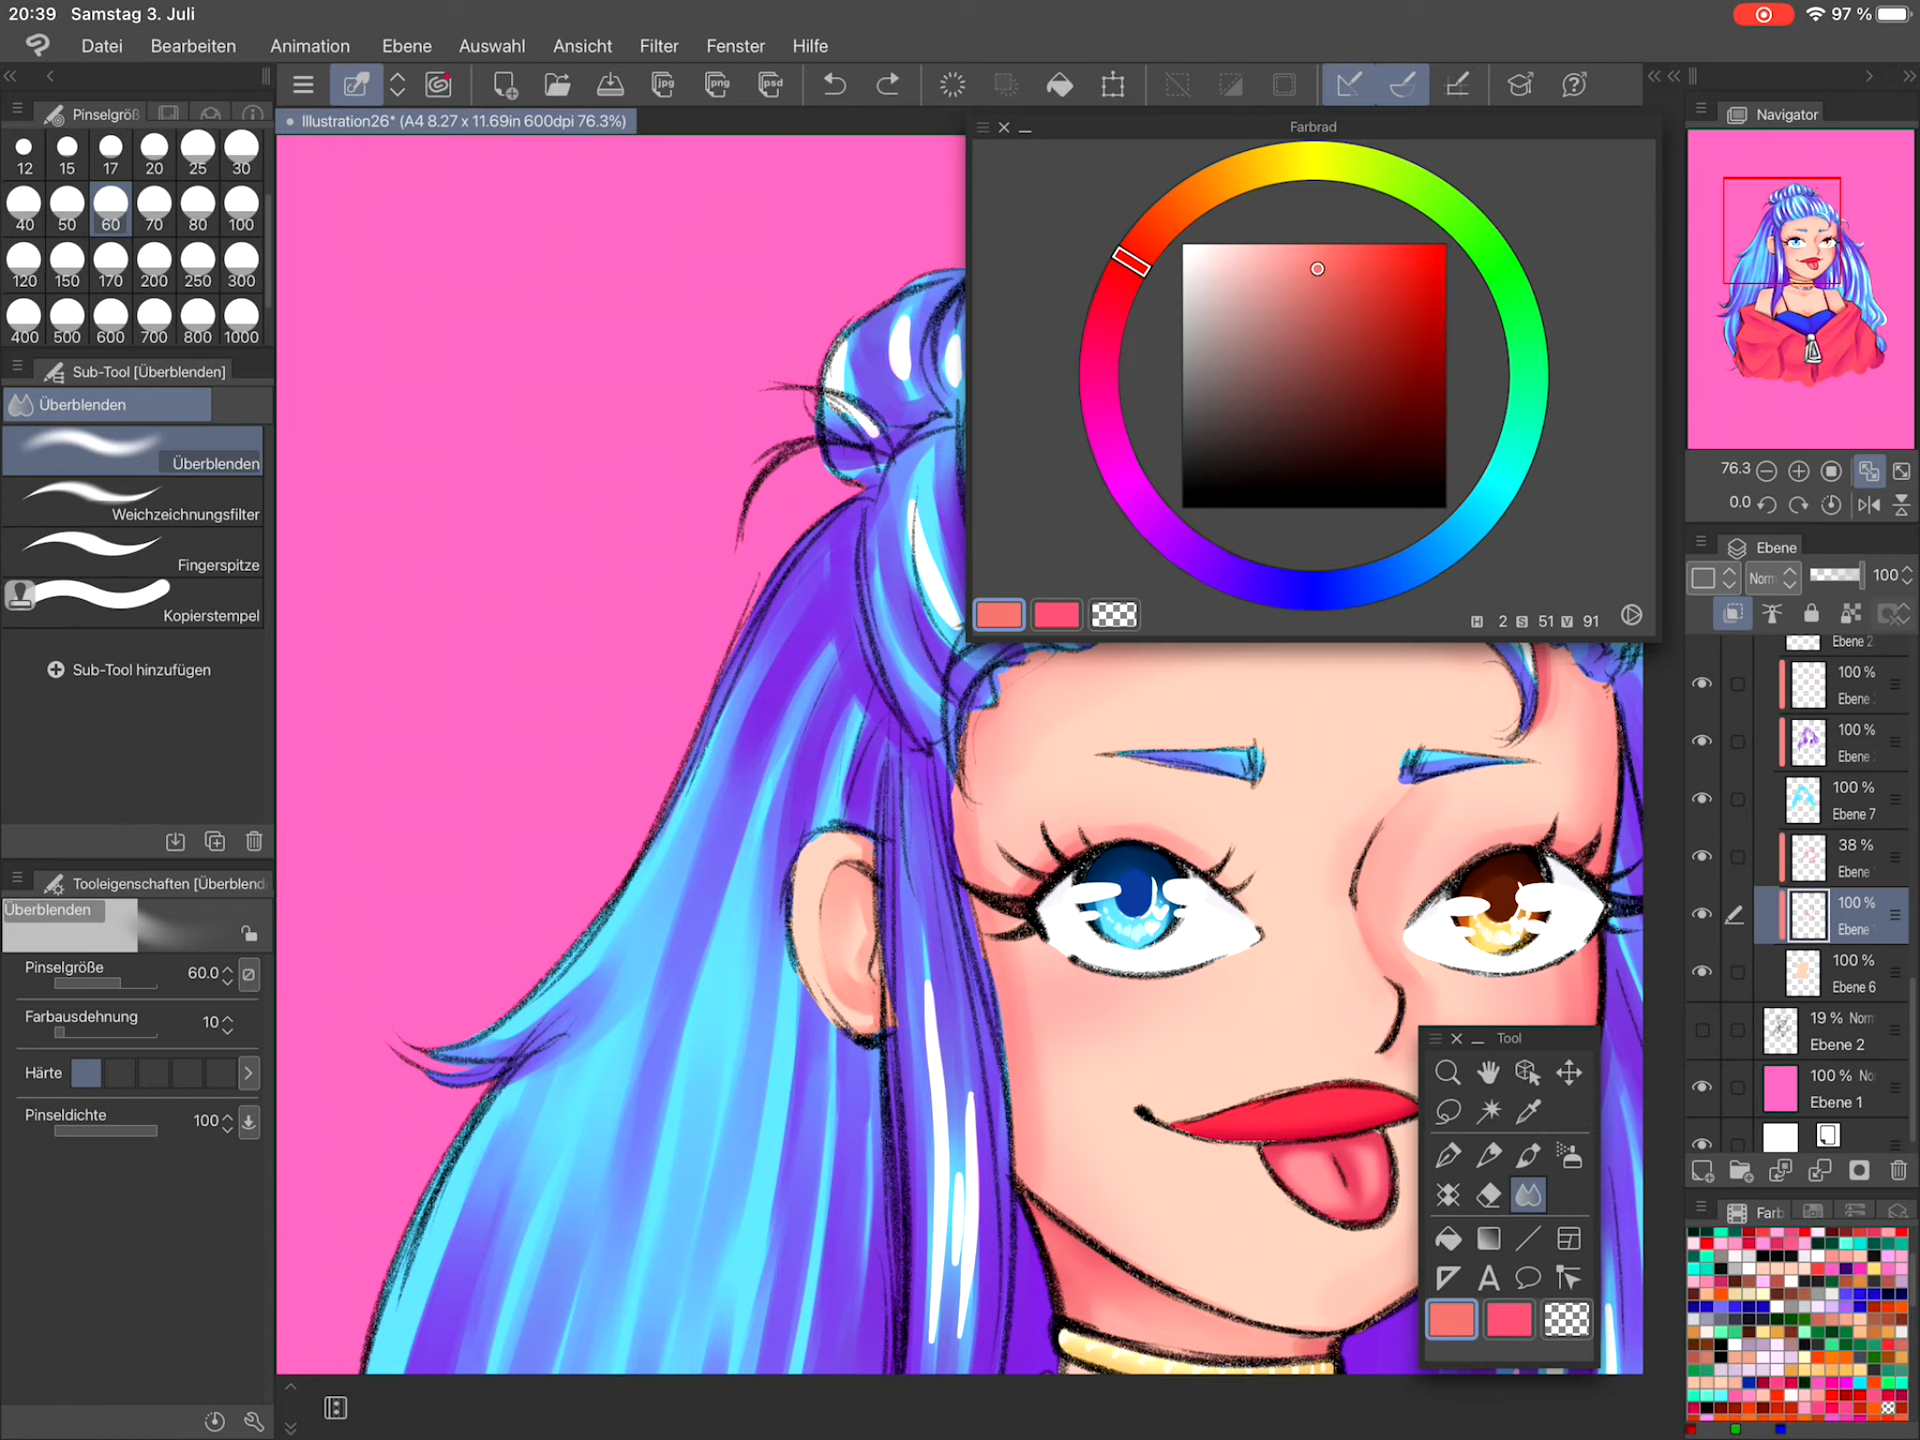 20:39 Samstag 3. Juli
97 %
Datei Bearbeiten Animation Ebene Auswahl Ansicht Filter Fenster Hilfe
jpg png psd
Pinselgröß
Illustration26* (A4 8.27 x 11.69in 600dpi 76.3%)
12 15 17 20 25 30
40 50 60 70 80 100
120 150 170 200 250 300
400 500 600 700 800 1000
Sub-Tool [Überblenden]
Überblenden
Überblenden
Weichzeichnungsfilter
Fingerspitze
Kopierstempel
Sub-Tool hinzufügen
Tooleigenschaften [Überblend
Überblenden
Pinselgröße 60.0
Farbausdehnung 10
Härte
Pinseldichte 100
Farbrad
H 2 S 51 V 91
Tool
A
Navigator
76.3
0.0
Ebene
Norm 100
Ebene 2
100 %
Ebene
100 %
Ebene
100 %
Ebene 7
38 %
Ebene
100 %
Ebene
100 %
Ebene 6
19 % Norm
Ebene 2
100 % No
Ebene 1
Farb